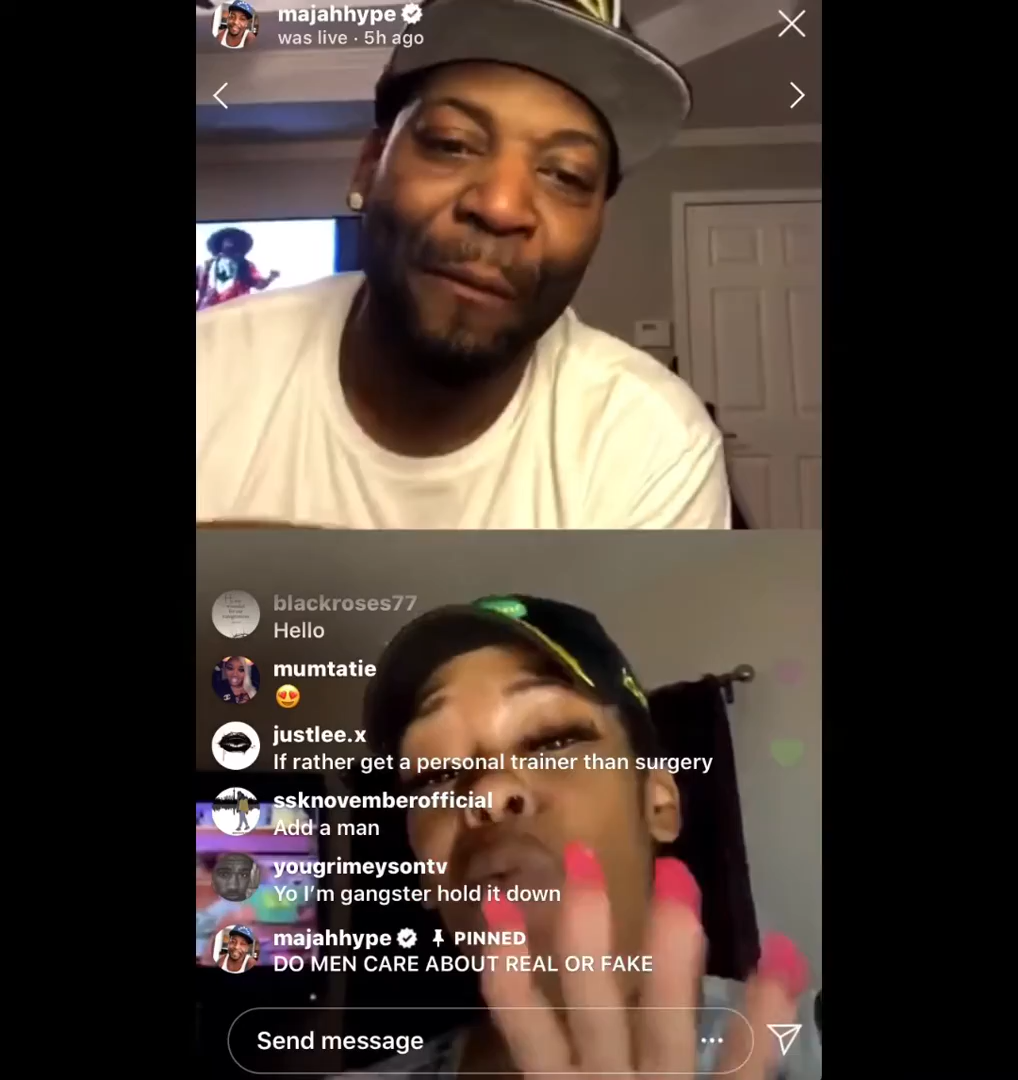 majahhype
was live · 5h ago
blackroses77
Hello
mumtatie
😍
justlee.x
If rather get a personal trainer than surgery
ssknovemberofficial
Add a man
yougrimeysontv
Yo I’m gangster hold it down
majahhype PINNED
DO MEN CARE ABOUT REAL OR FAKE
Send message